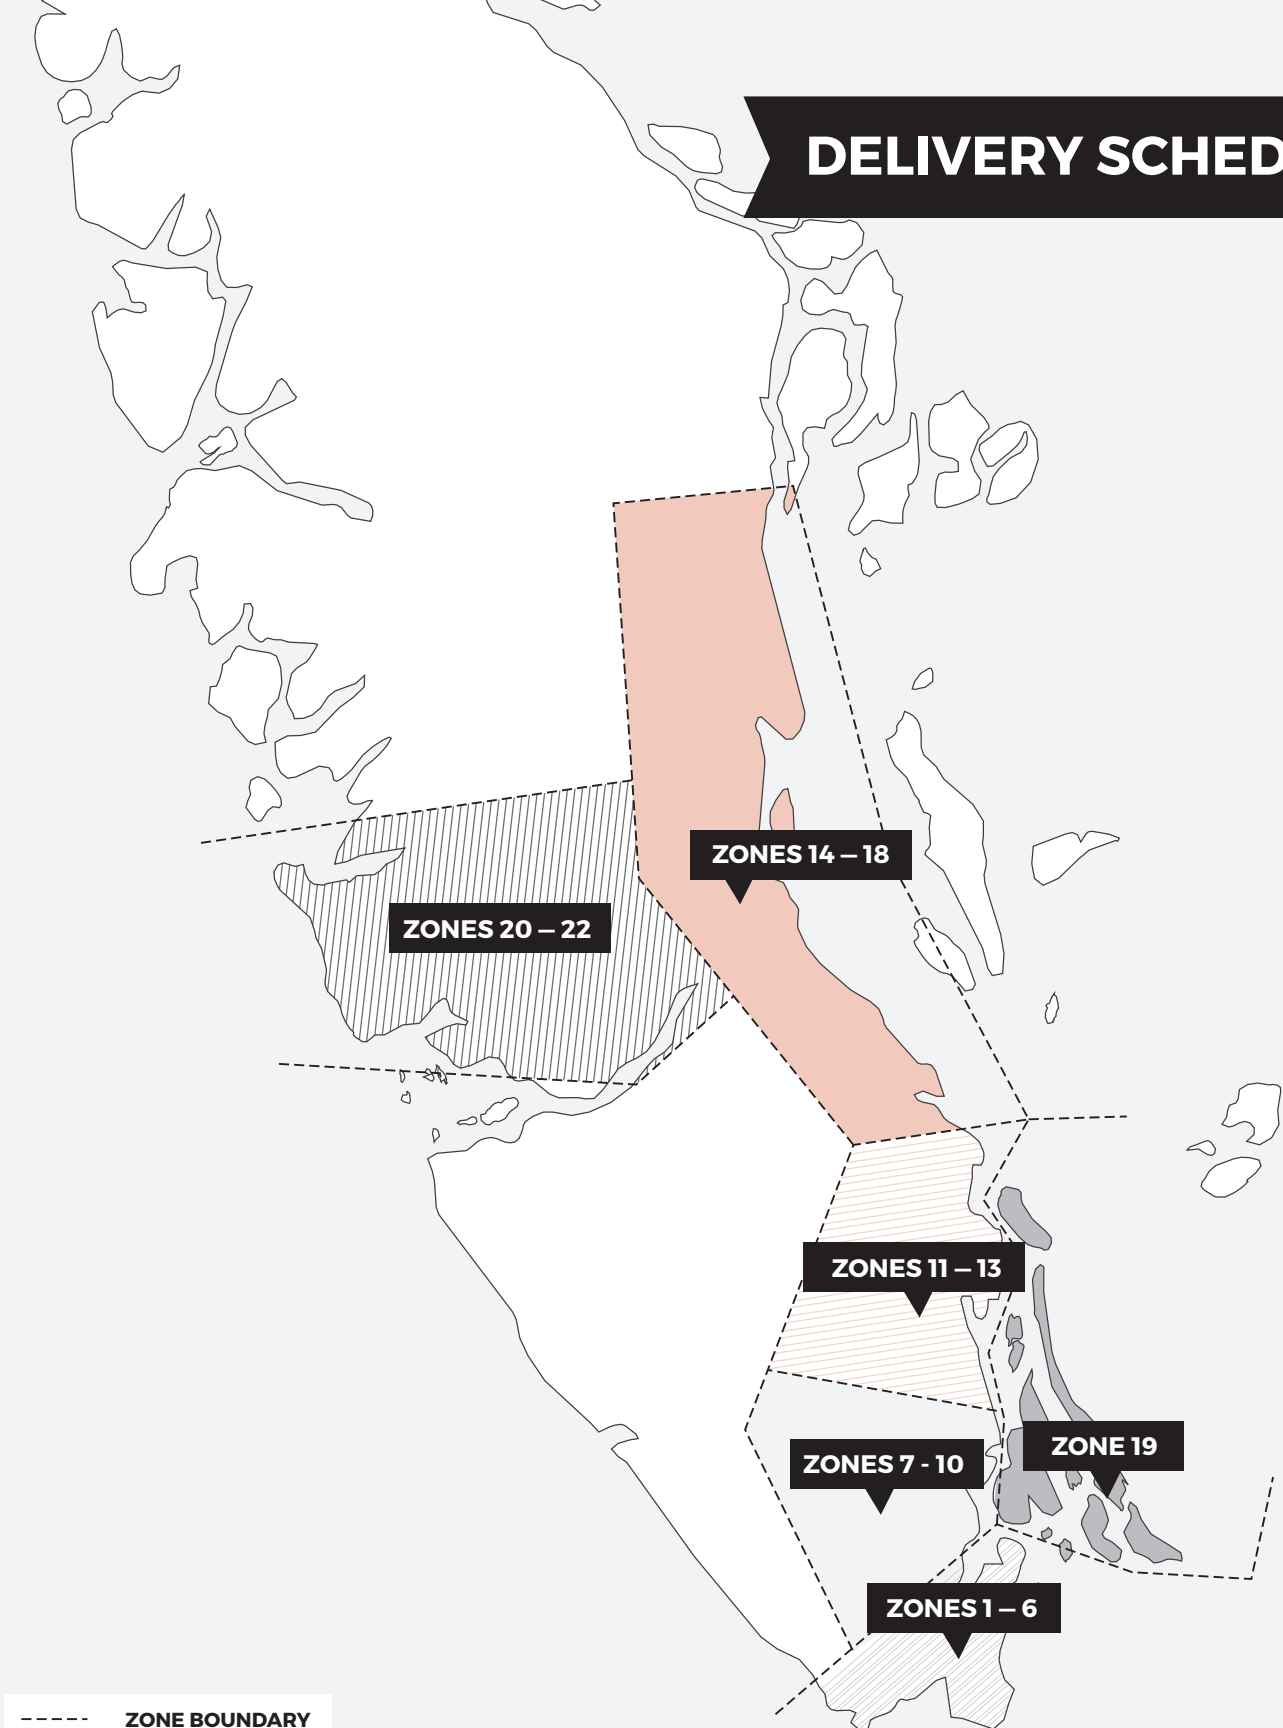 DELIVERY SCHED
ZONES 14 – 18
ZONES 20 – 22
ZONES 11 – 13
ZONE 19
ZONES 7 - 10
ZONES 1 – 6
ZONE BOUNDARY